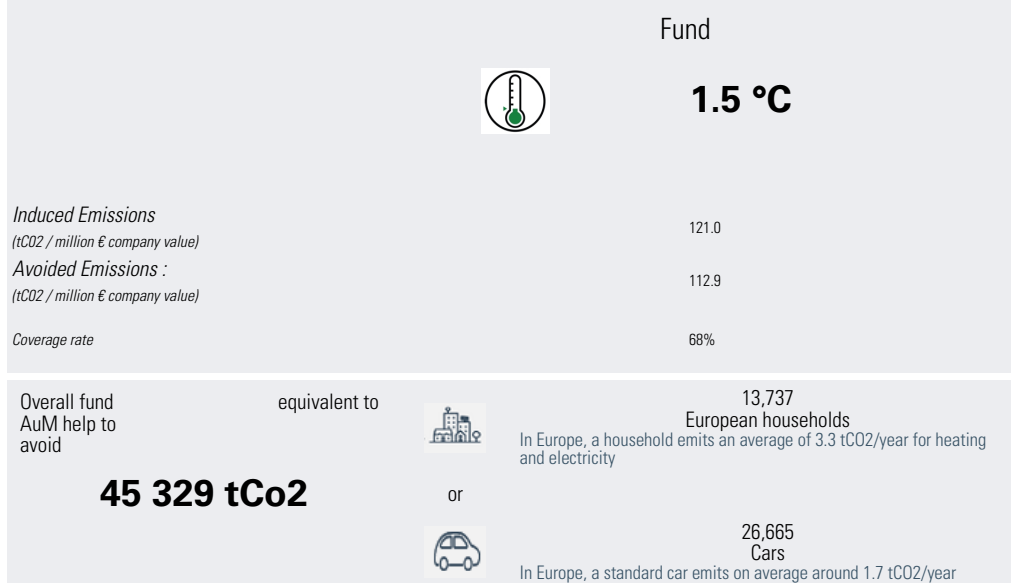 Fund
1.5 °C
Induced Emissions
(tC02 / million € company value)
121.0
Avoided Emissions :
(tC02 / million € company value)
112.9
Coverage rate
68%
Overall fund
AuM help to
avoid
equivalent to
45 329 tCo2
13,737
European households
In Europe, a household emits an average of 3.3 tCO2/year for heating
and electricity
or
26,665
Cars
In Europe, a standard car emits on average around 1.7 tCO2/year